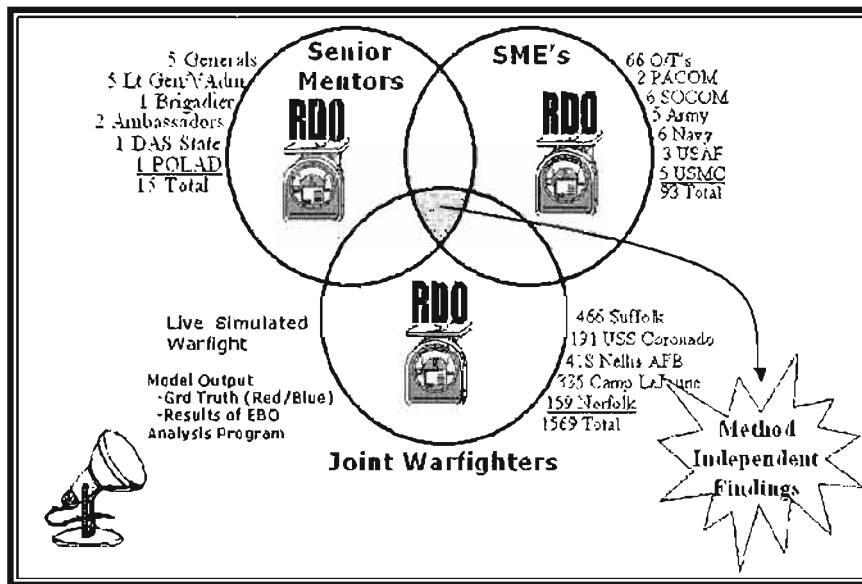 Senior
Mentors
5 Generals
5 Lt Gen/VAdm
1 Brigadier
2 Ambassadors
1 DAS State
1 POLAD
15 Total
RDO
SME's
66 O/T's
2 PACOM
6 SOCOM
5 Army
6 Navy
3 USAF
5 USMC
93 Total
RDO
RDO
Live Simulated
Warfight
Model Output
-Grd Truth (Red/Blue)
-Results of EBO
Analysis Program
466 Suffolk
191 USS Coronado
418 Nellis AFB
335 Camp LeJeune
159 Norfolk
1569 Total
Joint Warfighters
Method
Independent
Findings